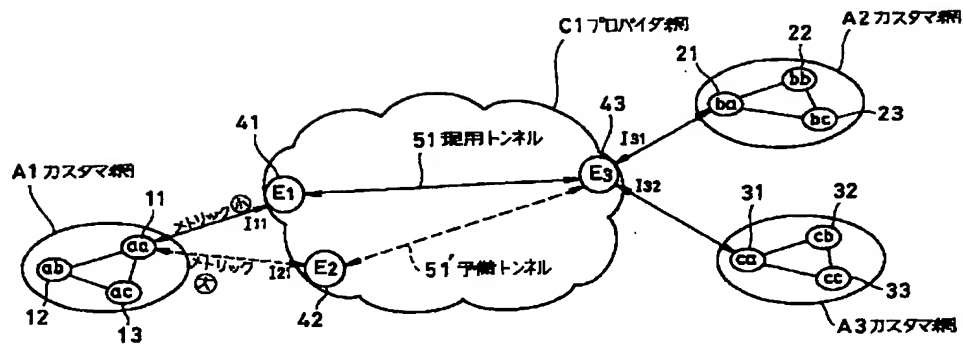 A2カスタマ網
C1プロバイダ網
22
21
bb
ba
bc
23
43
41
51現用トンネル
I31
E3
A1カスタマ網
E1
I32
11
メトリック小
I11
31
32
aa
cb
ab
メトリック大
I21
E2
51'予備トンネル
ca
ac
cc
33
12
13
42
A3カスタマ網